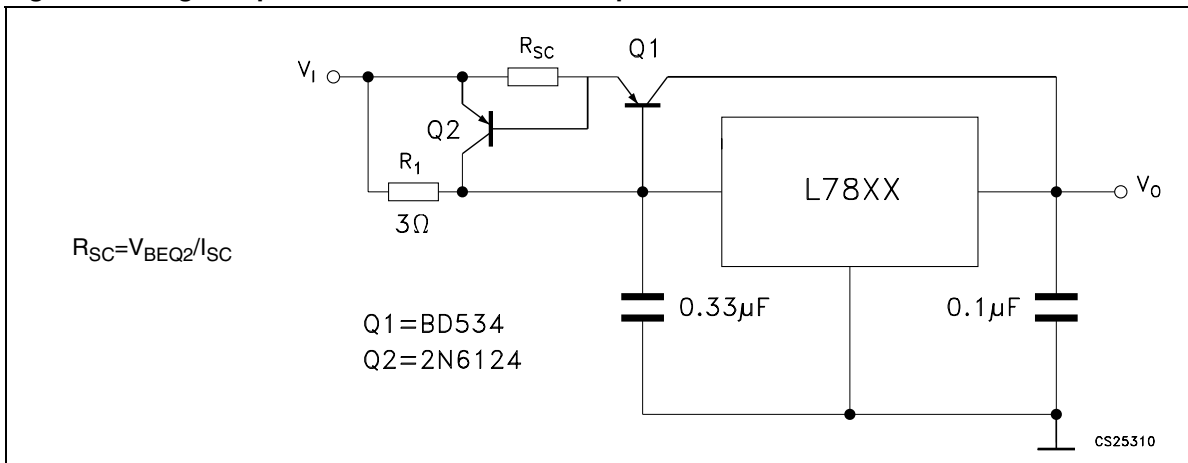 R_SC
Q1
V_I
Q2
R_1
3Ω
L78XX
V_O
R_SC=V_BEQ2/I_SC
0.33µF
0.1µF
Q1=BD534
Q2=2N6124
CS25310